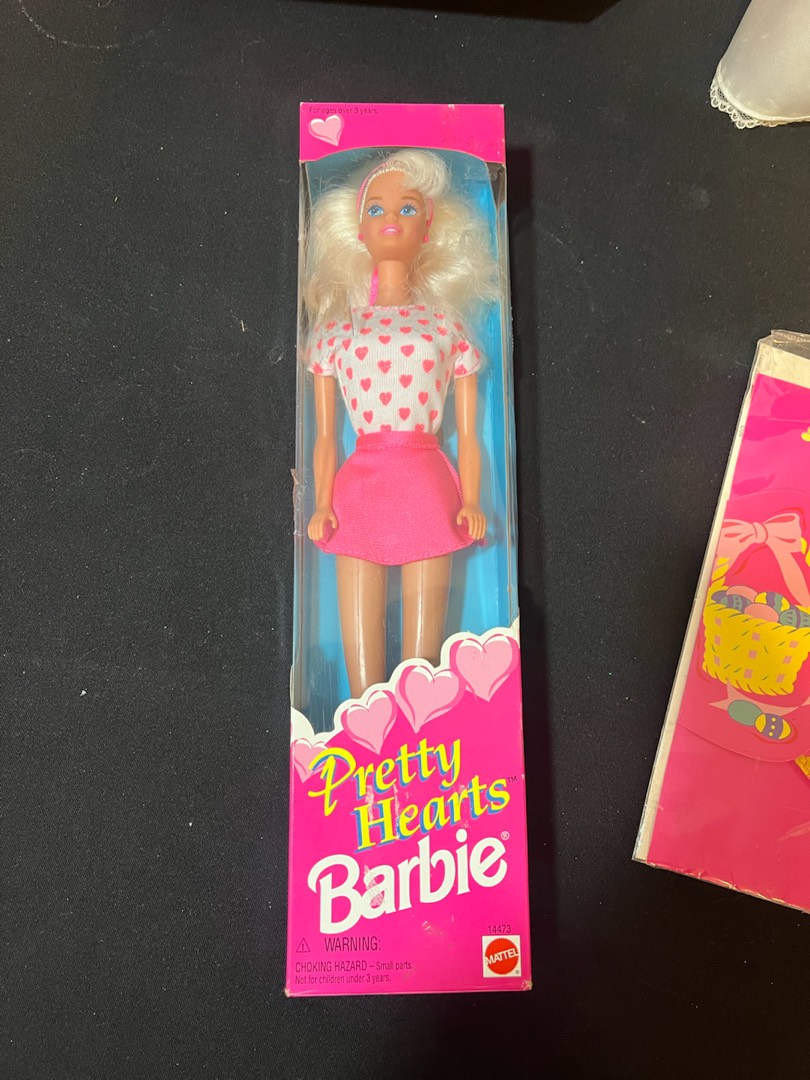 For ages over 3 years.
Pretty
Hearts™
Barbie®
14473
⚠ WARNING:
CHOKING HAZARD – Small parts.
Not for children under 3 years.
MATTEL®